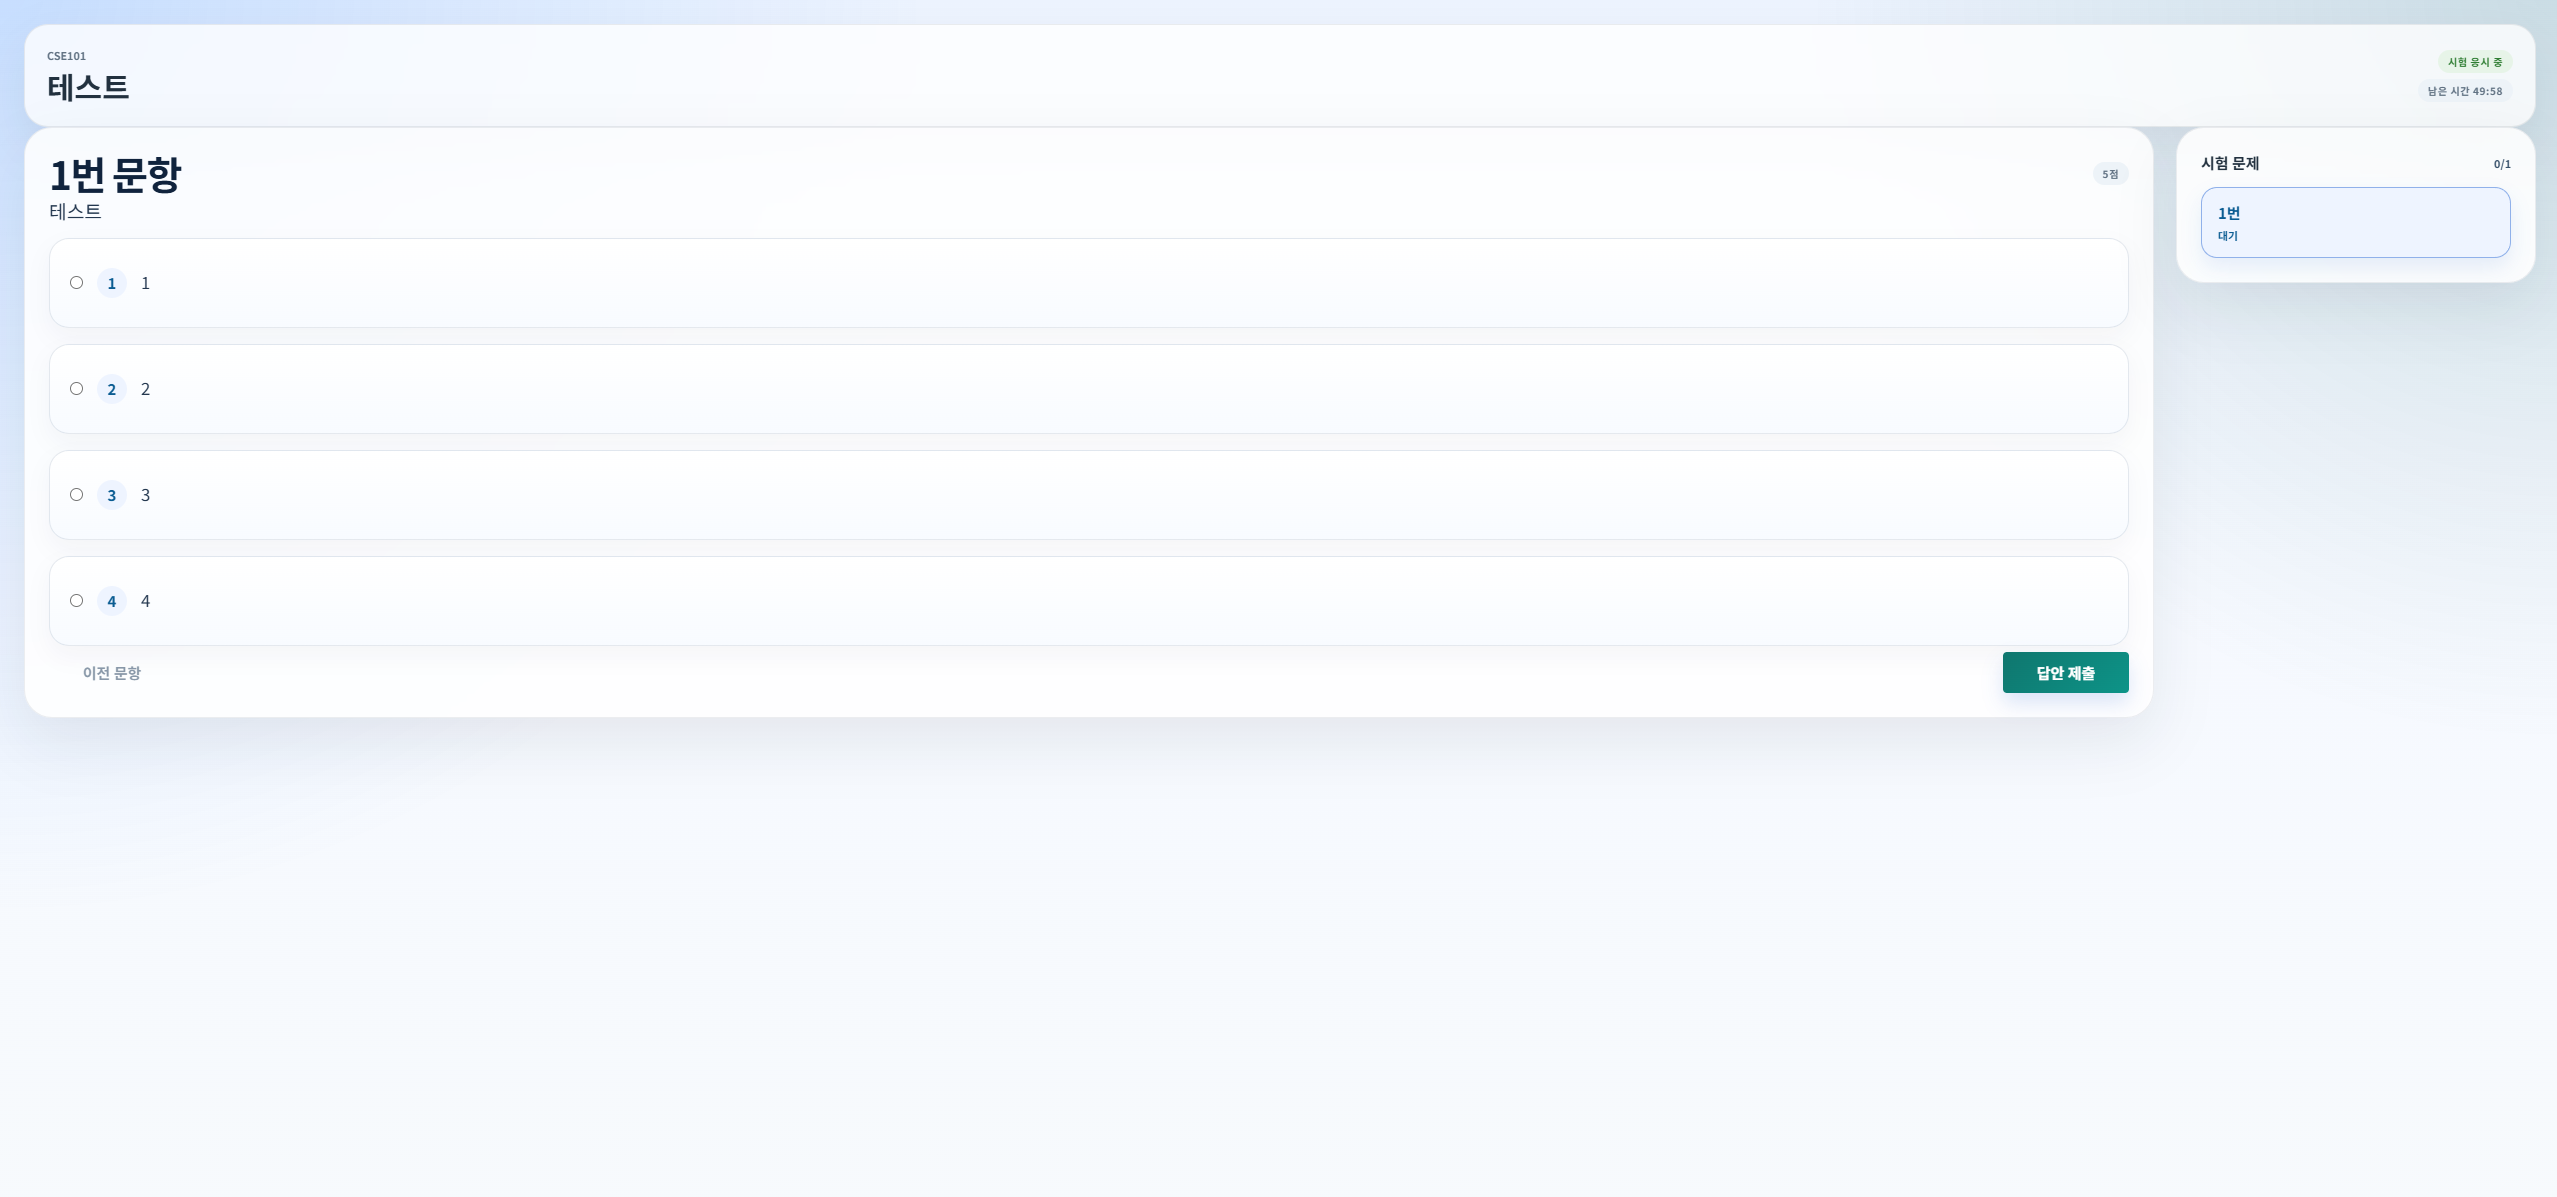 CSE101
테스트
시험 응시 중
남은 시간 49:58
1번 문항
5점
테스트
1 1
2 2
3 3
4 4
이전 문항
답안 제출
시험 문제 0/1
1번
대기